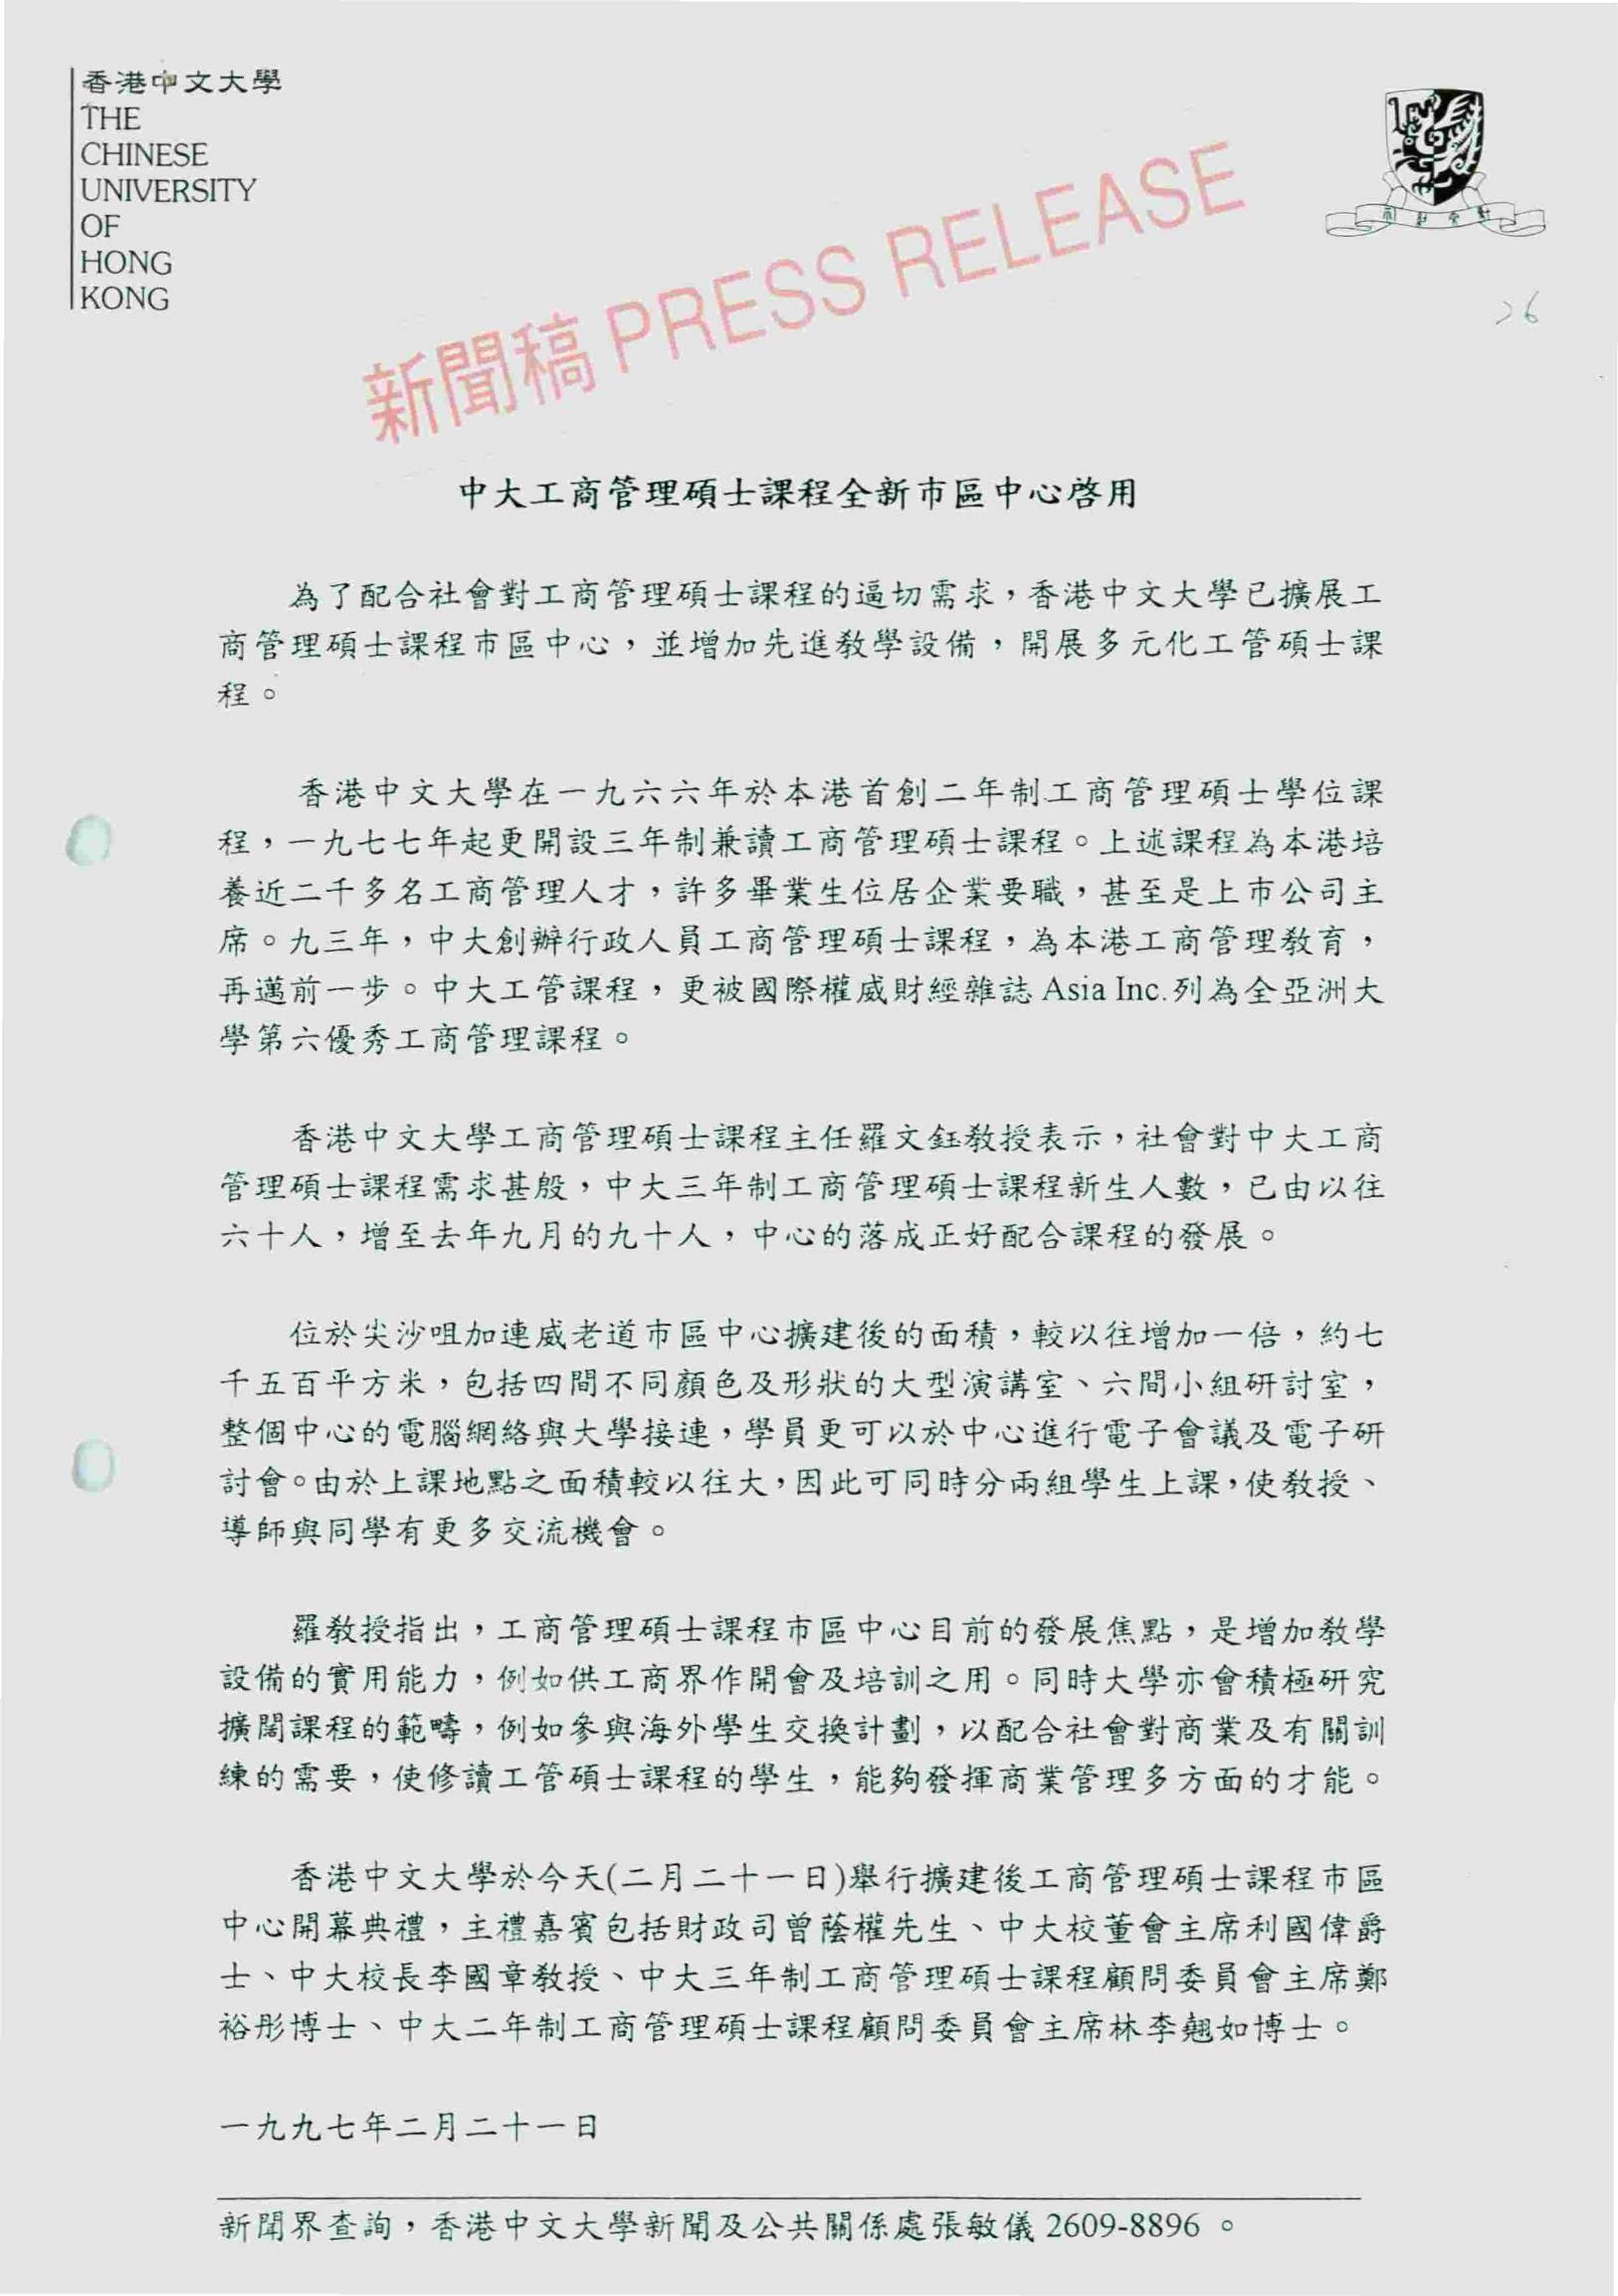 香港中文大學
THE
CHINESE
UNIVERSITY
OF
HONG
KONG
26
新聞稿 PRESS RELEASE
中大工商管理碩士課程全新市區中心啓用
為了配合社會對工商管理碩士課程的逼切需求，香港中文大學已擴展工
商管理碩士課程市區中心，並增加先進教學設備，開展多元化工管碩士課
程。
香港中文大學在一九六六年於本港首創二年制工商管理碩士學位課
程，一九七七年起更開設三年制兼讀工商管理碩士課程。上述課程為本港培
養近二千多名工商管理人才，許多畢業生位居企業要職，甚至是上市公司主
席。九三年，中大創辦行政人員工商管理碩士課程，為本港工商管理教育，
再邁前一步。中大工管課程，更被國際權威財經雜誌 Asia Inc.列為全亞洲大
學第六優秀工商管理課程。
香港中文大學工商管理碩士課程主任羅文鈺教授表示，社會對中大工商
管理碩士課程需求甚殷，中大三年制工商管理碩士課程新生人數，已由以往
六十人，增至去年九月的九十人，中心的落成正好配合課程的發展。
位於尖沙咀加連威老道市區中心擴建後的面積，較以往增加一倍，約七
千五百平方米，包括四間不同顏色及形狀的大型演講室、六間小組研討室，
整個中心的電腦網絡與大學接連，學員更可以於中心進行電子會議及電子研
討會。由於上課地點之面積較以往大，因此可同時分兩組學生上課，使教授、
導師與同學有更多交流機會。
羅教授指出，工商管理碩士課程市區中心目前的發展焦點，是增加教學
設備的實用能力，例如供工商界作開會及培訓之用。同時大學亦會積極研究
擴闊課程的範疇，例如參與海外學生交換計劃，以配合社會對商業及有關訓
練的需要，使修讀工管碩士課程的學生，能夠發揮商業管理多方面的才能。
香港中文大學於今天(二月二十一日)舉行擴建後工商管理碩士課程市區
中心開幕典禮，主禮嘉賓包括財政司曾蔭權先生、中大校董會主席利國偉爵
士、中大校長李國章教授、中大三年制工商管理碩士課程顧問委員會主席鄭
裕彤博士、中大二年制工商管理碩士課程顧問委員會主席林李翹如博士。
一九九七年二月二十一日
新聞界查詢，香港中文大學新聞及公共關係處張敏儀 2609-8896 。